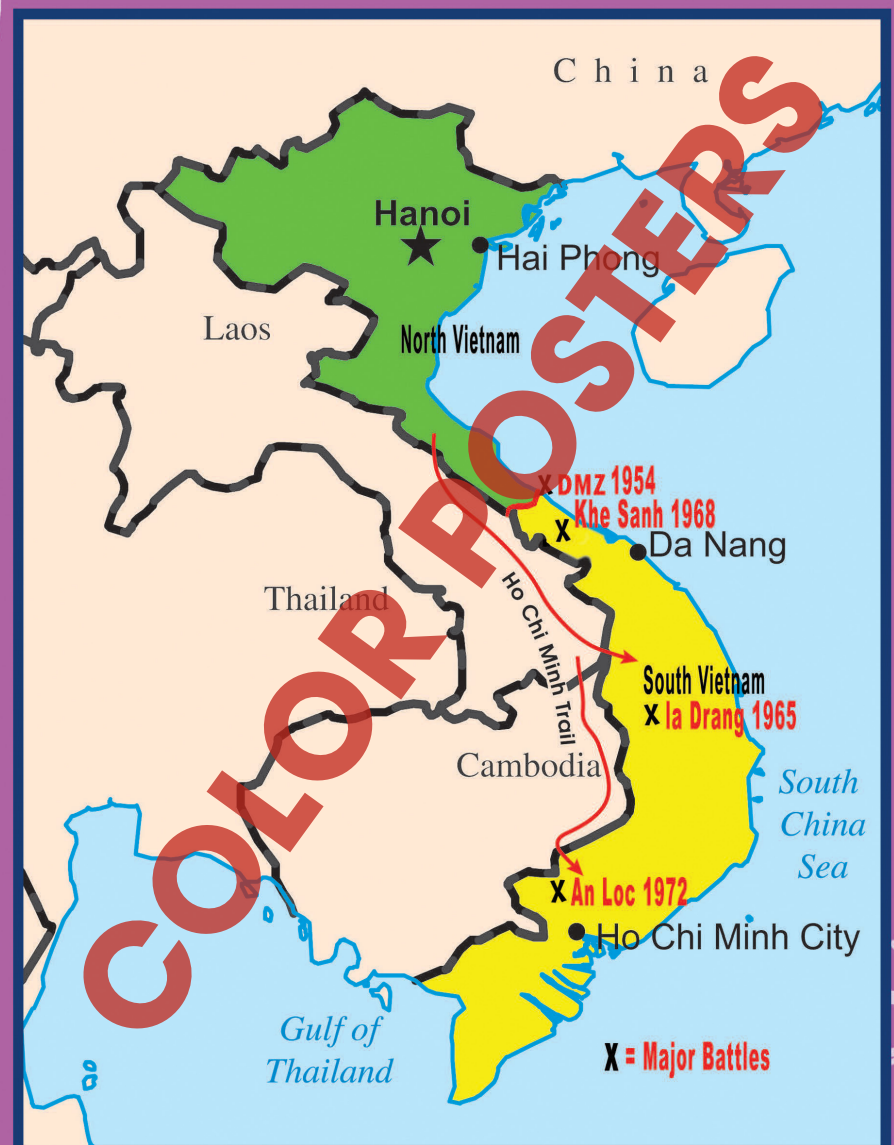 China
Hanoi
Hai Phong
Laos
North Vietnam
X DMZ 1954
X Khe Sanh 1968
Da Nang
Thailand
Ho Chi Minh Trail
South Vietnam
X Ia Drang 1965
Cambodia
South
China
Sea
X An Loc 1972
Ho Chi Minh City
Gulf of
Thailand
X = Major Battles
COLOR POSTERS